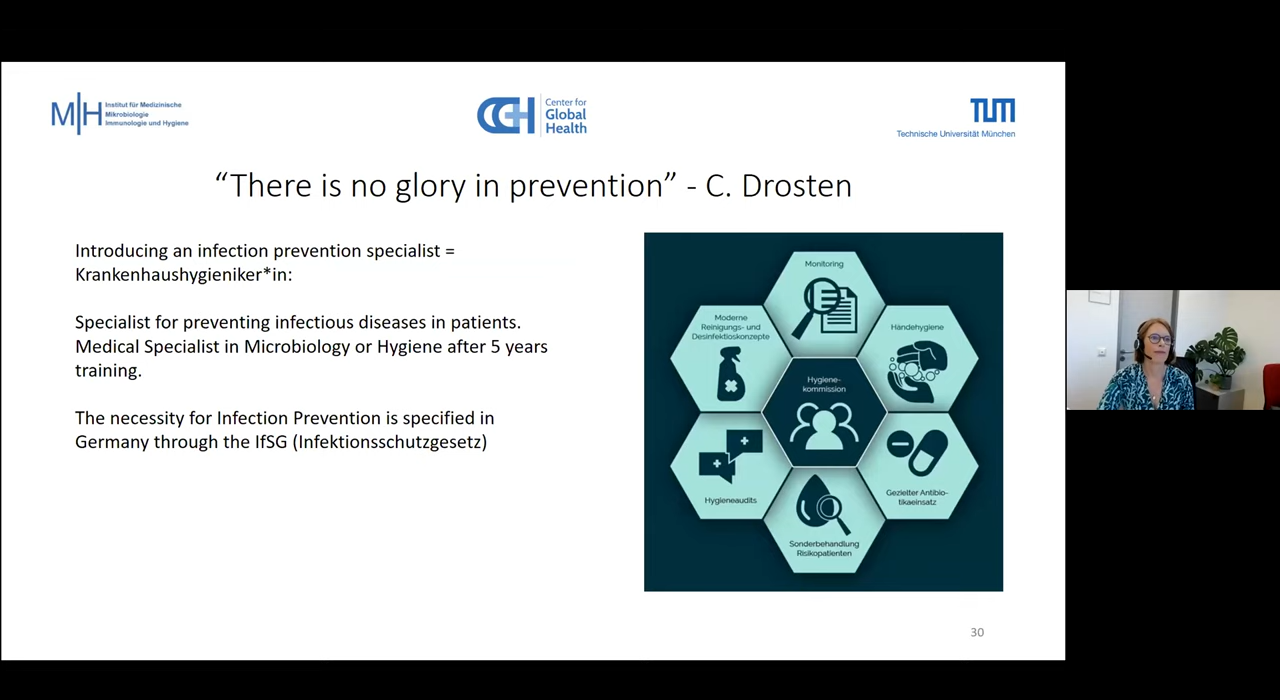 M|H Institut für Medizinische
Mikrobiologie
Immunologie und Hygiene
CGH Center for
Global
Health
TUM
Technische Universität München
“There is no glory in prevention” - C. Drosten
Introducing an infection prevention specialist =
Krankenhaushygieniker*in:
Specialist for preventing infectious diseases in patients.
Medical Specialist in Microbiology or Hygiene after 5 years
training.
The necessity for Infection Prevention is specified in
Germany through the IfSG (Infektionsschutzgesetz)
Monitoring
Moderne
Reinigungs- und
Desinfektioskonzepte
Händehygiene
Hygiene-
kommission
Hygieneaudits
Gezielter Antibio-
tikaeinsatz
Sonderbehandlung
Risikopatienten
30